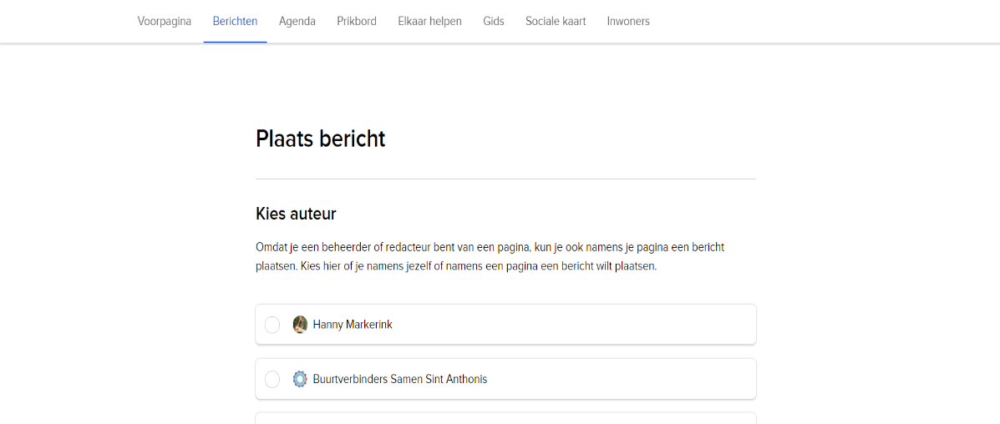 Voorpagina Berichten Agenda Prikbord Elkaar helpen Gids Sociale kaart Inwoners
Plaats bericht
Kies auteur
Omdat je een beheerder of redacteur bent van een pagina, kun je ook namens je pagina een bericht
plaatsen. Kies hier of je namens jezelf of namens een pagina een bericht wilt plaatsen.
Hanny Markerink
Buurtverbinders Samen Sint Anthonis